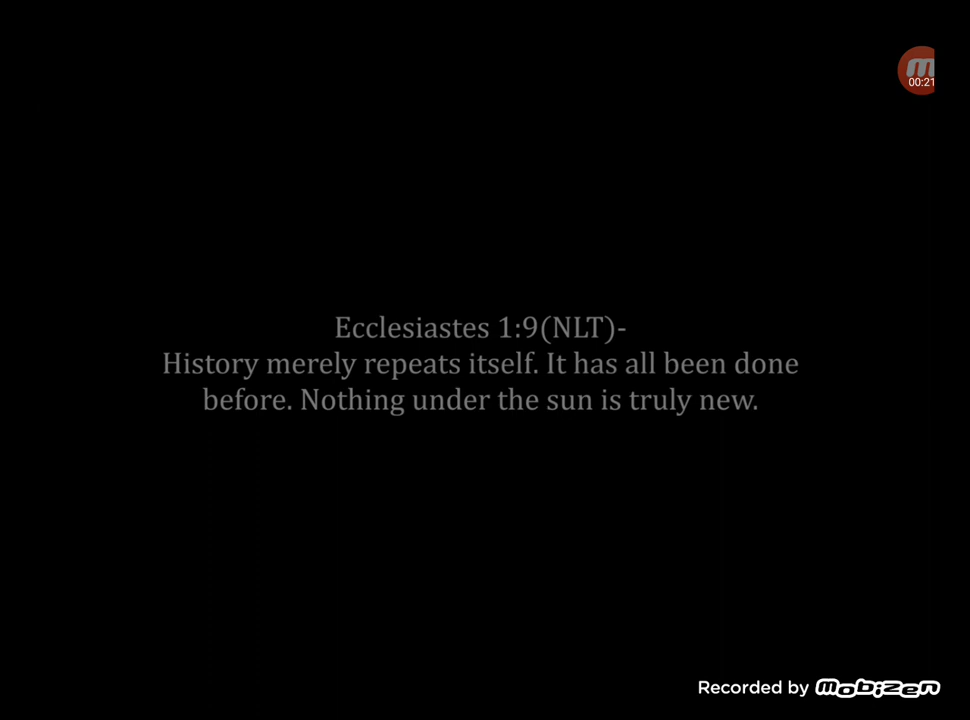 m
00:21
Ecclesiastes 1:9(NLT)-
History merely repeats itself. It has all been done
before. Nothing under the sun is truly new.
Recorded by mobizen